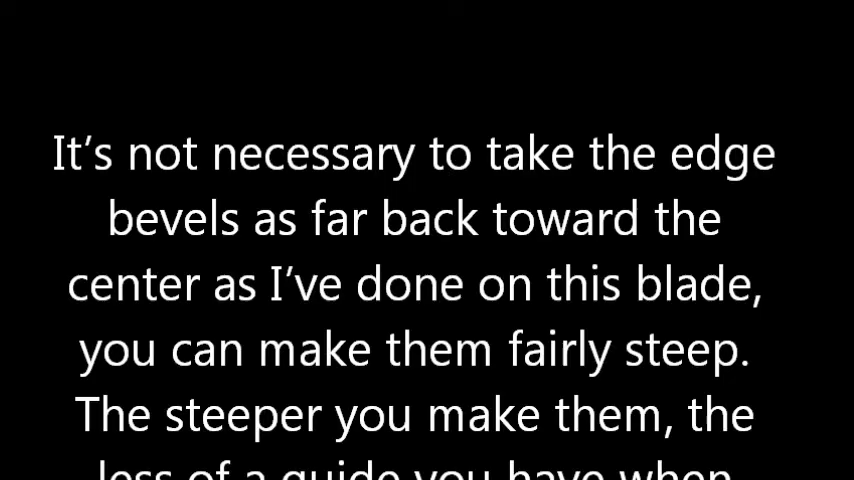 It’s not necessary to take the edge
bevels as far back toward the
center as I’ve done on this blade,
you can make them fairly steep.
The steeper you make them, the
less of a guide you have when